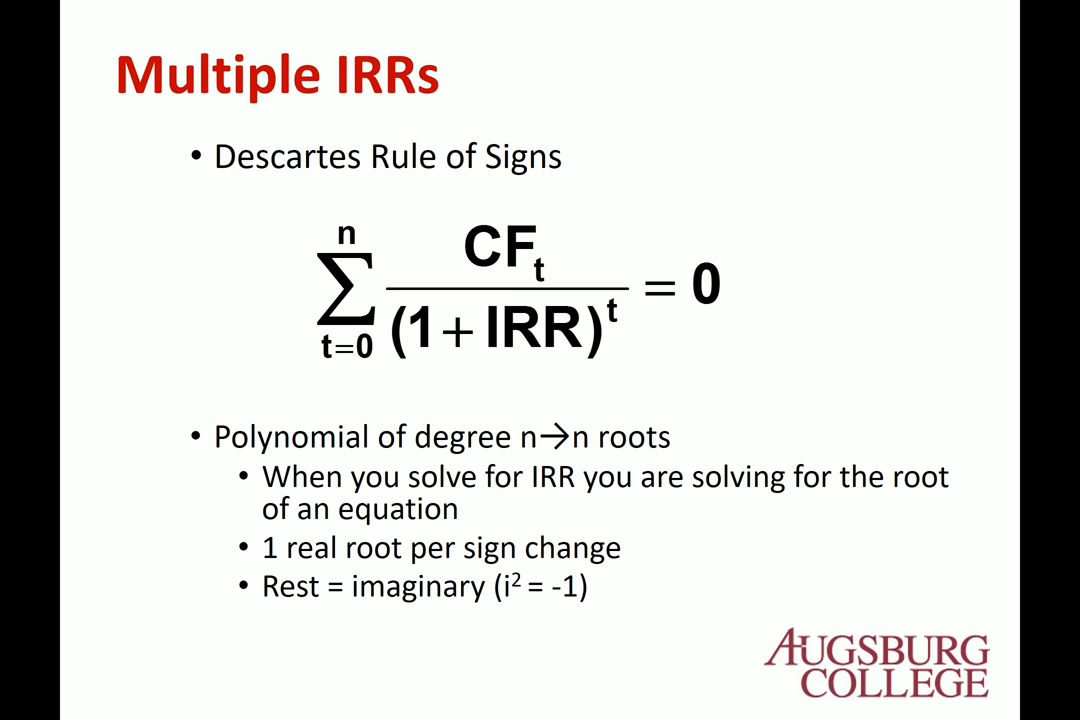 Multiple IRRs
• Descartes Rule of Signs
n
∑ CFₜ / (1 + IRR)ᵗ = 0
t=0
• Polynomial of degree n→n roots
• When you solve for IRR you are solving for the root
of an equation
• 1 real root per sign change
• Rest = imaginary (i² = -1)
AUGSBURG
COLLEGE